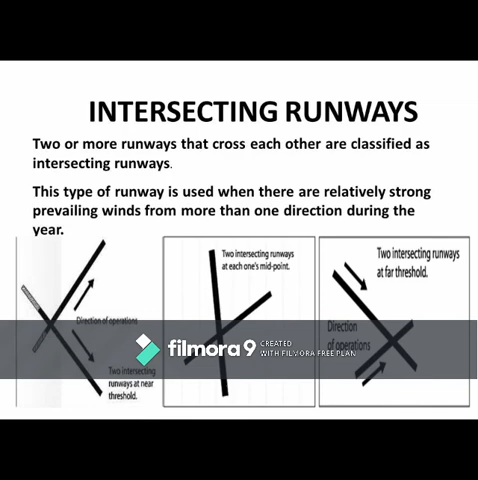 INTERSECTING RUNWAYS
Two or more runways that cross each other are classified as
intersecting runways.
This type of runway is used when there are relatively strong
prevailing winds from more than one direction during the
year.
Direction of operations
Two intersecting
runways at near
threshold.
Two intersecting runways
at each one's mid-point.
Two intersecting runways
at far threshold.
Direction
of operations
filmora 9
CREATED
WITH FILMORA FREE PLAN